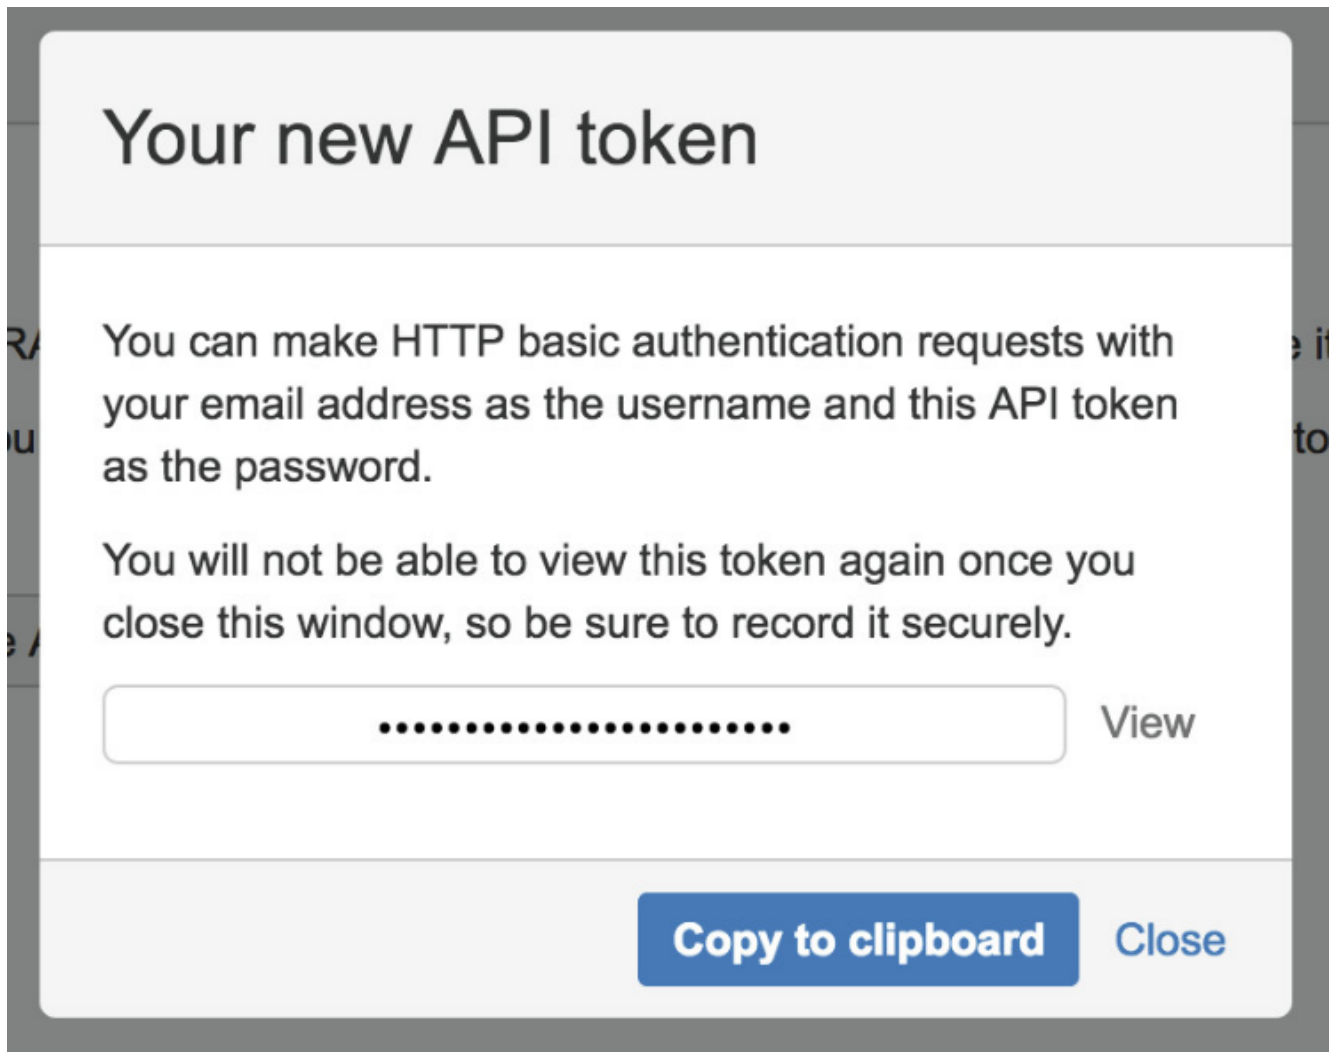 Your new API token
You can make HTTP basic authentication requests with
your email address as the username and this API token
as the password.
You will not be able to view this token again once you
close this window, so be sure to record it securely.
••••••••••••••••••••••••
View
Copy to clipboard
Close